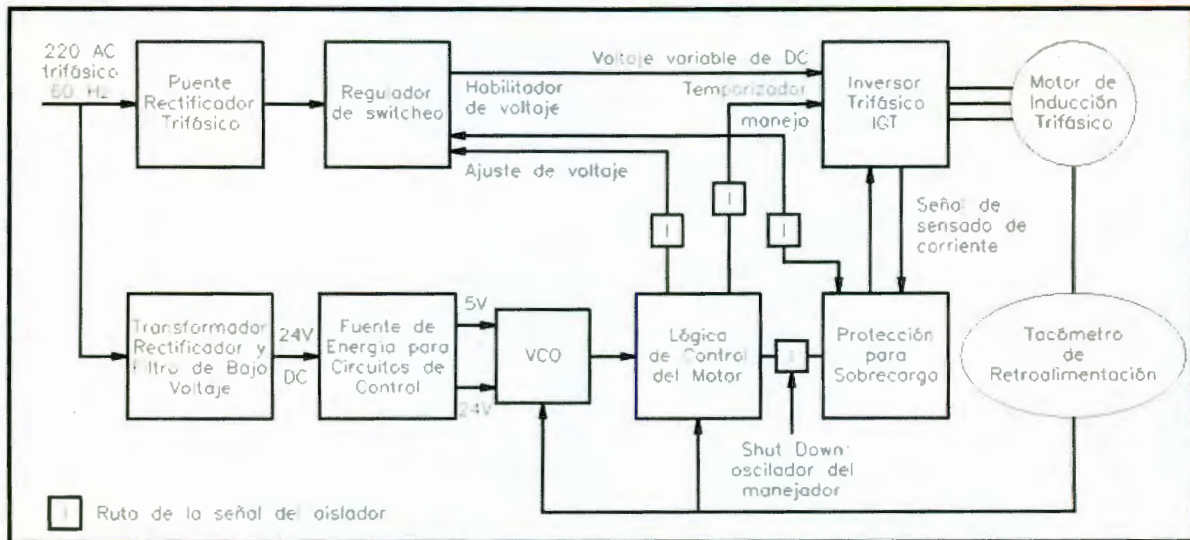 220 AC
trifásico
60 Hz
Puente
Rectificador
Trifásico
Regulador
de switcheo
Voltaje variable de DC
Habilitador
de voltaje
Temporizador
manejo
Ajuste de voltaje
Inversor
Trifásico
IGT
Motor de
Inducción
Trifásico
I
I
I
Señal de
sensado de
corriente
Transformador
Rectificador y
Filtro de Bajo
Voltaje
24V
DC
Fuente de
Energía para
Circuitos de
Control
5V
24V
VCO
Lógica
de Control
del Motor
I
Protección
para
Sobrecarga
Tacómetro
de
Retroalimentación
Shut Down:
oscilador del
manejador
I
Ruta de la señal del aislador